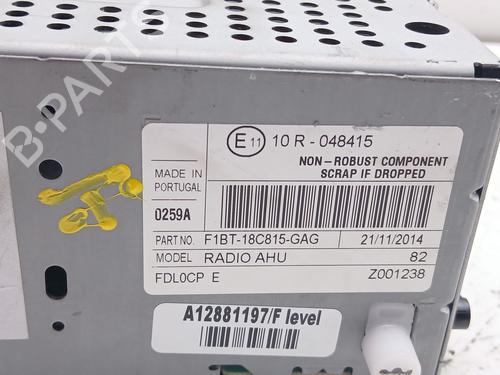 E11 10 R - 048415
NON-ROBUST COMPONENT
SCRAP IF DROPPED
MADE IN
PORTUGAL
0259A
PART NO. F1BT-18C815-GAG 21/11/2014
MODEL RADIO AHU 82
FDL0CP E Z001238
A12881197/F level
B-PARTS